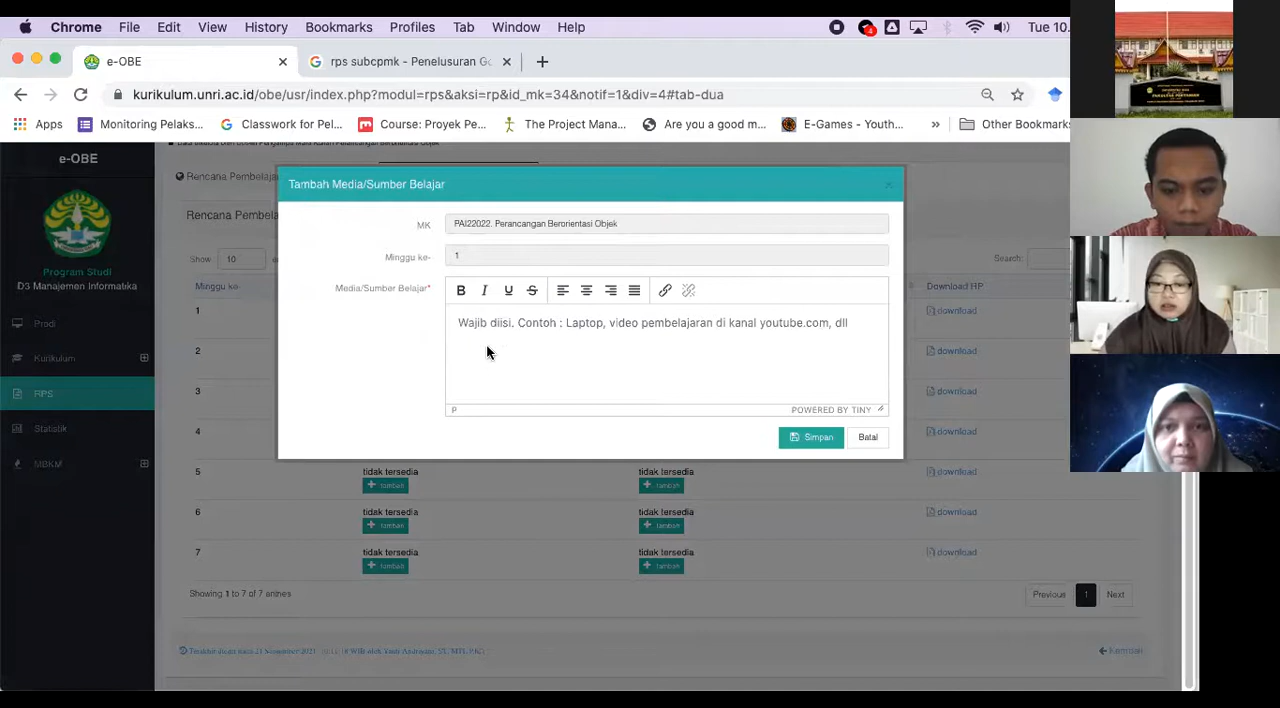 Chrome File Edit View History Bookmarks Profiles Tab Window Help 4 Tue 10.
e-OBE
rps subcpmk - Penelusuran Go
kurikulum.unri.ac.id/obe/usr/index.php?modul=rps&act=rp&id_mk=34&notif=1&div=4#tab-dua
Apps Monitoring Pelaks... Classwork for Pel... Course: Proyek Pe... The Project Mana... Are you a good m... E-Games - Youth... » Other Bookmarks
e-OBE
Program Studi
D3 Manajemen Informatika
Prodi
Kurikulum
RPS
Statistik
MBKM
Rencana Pembelajar
Rencana Pembela
Show 10
Search:
Minggu ke-
Download HP
1 download
2 download
3 download
4 download
Tambah Media/Sumber Belajar
MK PAI22022. Perancangan Berorientasi Objek
Minggu ke- 1
Media/Sumber Belajar*
B I U S
Wajib diisi. Contoh : Laptop, video pembelajaran di kanal youtube.com, dll
P POWERED BY TINY
Simpan Batal
5 tidak tersedia tidak tersedia download
tambah tambah
6 tidak tersedia tidak tersedia download
tambah tambah
7 tidak tersedia tidak tersedia download
tambah tambah
Showing 1 to 7 of 7 entries
Previous 1 Next
Kembali